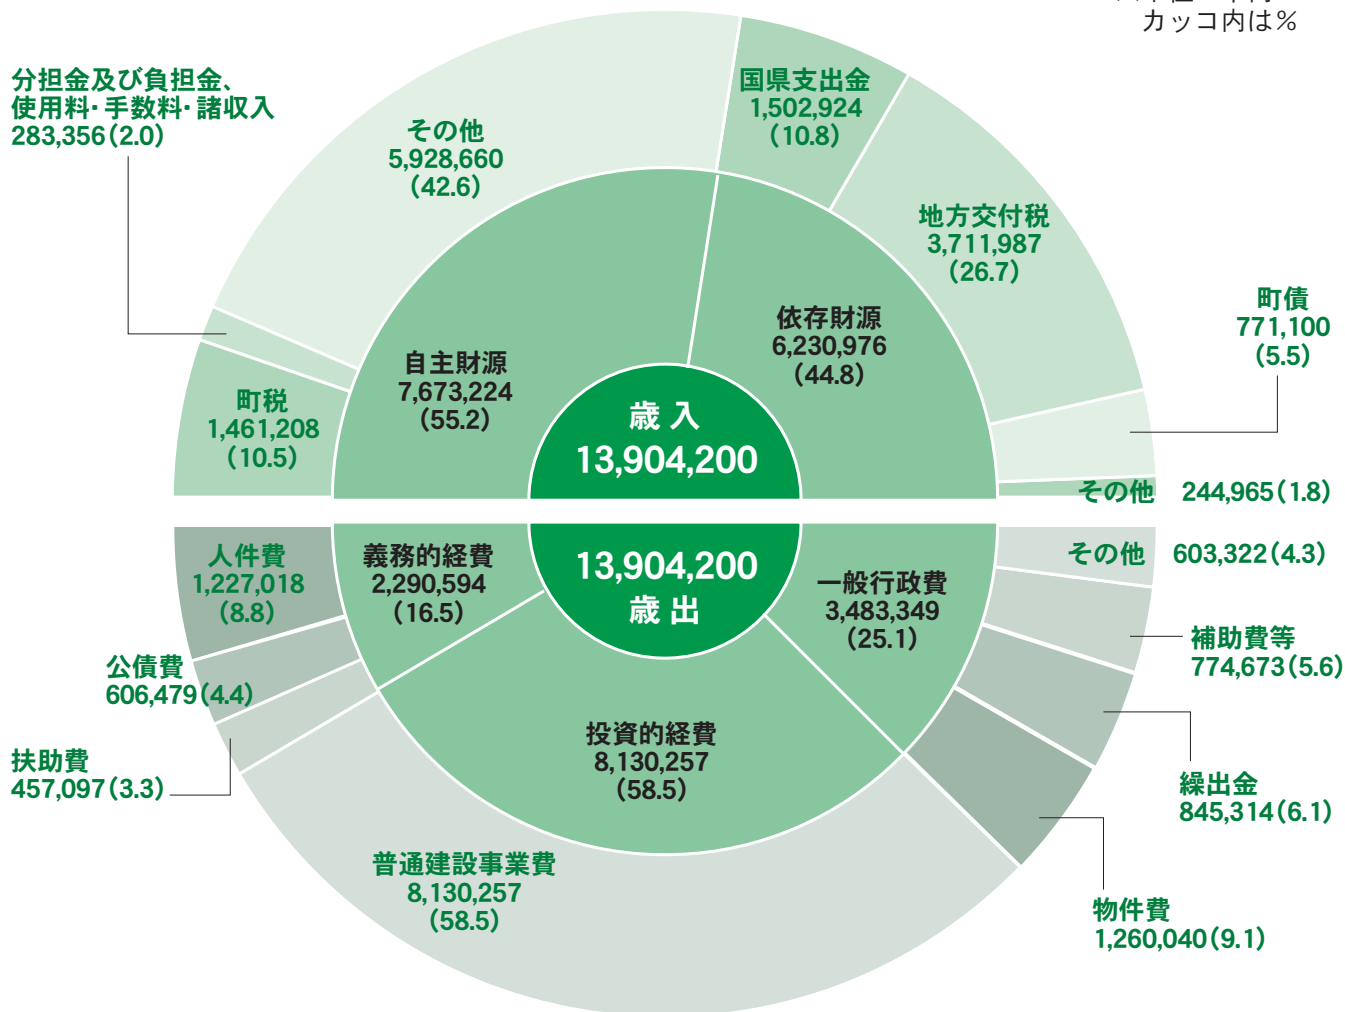 カッコ内は%
分担金及び負担金、
使用料・手数料・諸収入
283,356(2.0)
その他
5,928,660
(42.6)
国県支出金
1,502,924
(10.8)
地方交付税
3,711,987
(26.7)
町債
771,100
(5.5)
依存財源
6,230,976
(44.8)
自主財源
7,673,224
(55.2)
町税
1,461,208
(10.5)
歳入
13,904,200
その他 244,965(1.8)
13,904,200
歳出
人件費
1,227,018
(8.8)
義務的経費
2,290,594
(16.5)
一般行政費
3,483,349
(25.1)
その他 603,322(4.3)
補助費等
774,673(5.6)
公債費
606,479(4.4)
扶助費
457,097(3.3)
投資的経費
8,130,257
(58.5)
繰出金
845,314(6.1)
普通建設事業費
8,130,257
(58.5)
物件費
1,260,040(9.1)